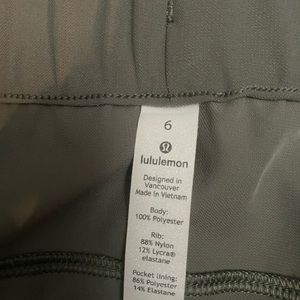 6
lululemon
Designed in
Vancouver
Made in Vietnam
Body:
100% Polyester
Rib:
88% Nylon
12% Lycra®
elastane
Pocket lining:
86% Polyester
14% Elastane